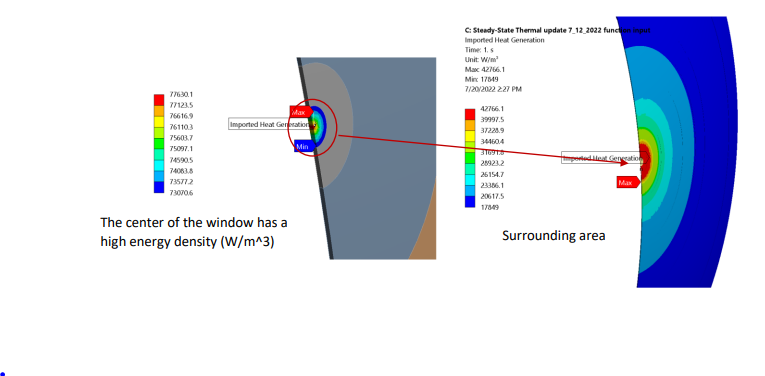 C: Steady-State Thermal update 7_12_2022
Imported Heat Generation
Time: 1. s
Unit: W/m³
Max: 42766.1
Min: 17849
7/20/2022 2:27 PM
77630.1
77123.5
76616.9
76110.3
75603.7
75097.1
74590.5
74083.8
73577.2
73070.6
Max
Imported Heat Generation
Min
42766.1
39997.5
37228.9
34460.4
31691.8
28923.2
26154.7
23386.1
20617.5
17849
Imported Heat Generation
Max
The center of the window has a
high energy density (W/m^3)
Surrounding area